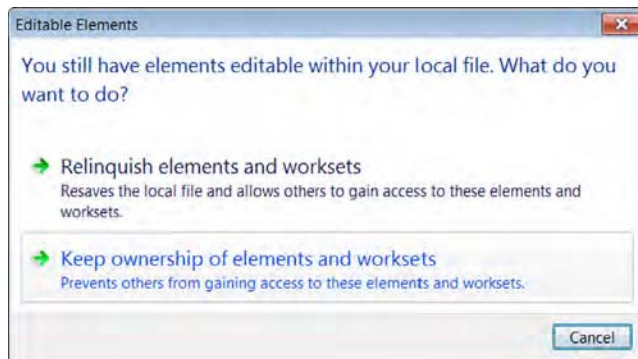 Editable Elements
You still have elements editable within your local file. What do you
want to do?
Relinquish elements and worksets
Resaves the local file and allows others to gain access to these elements and
worksets.
Keep ownership of elements and worksets
Prevents others from gaining access to these elements and worksets.
Cancel